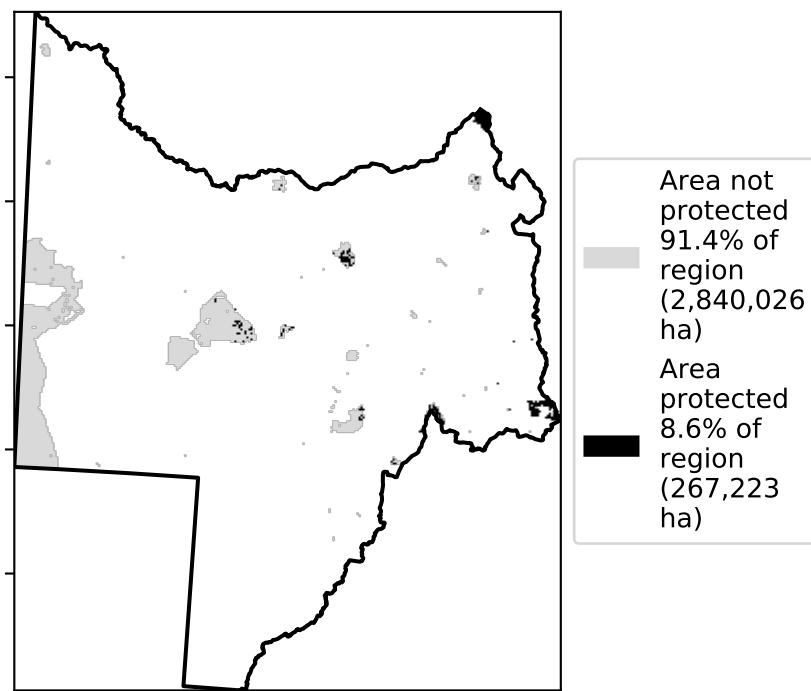 Area not
protected
91.4% of
region
(2,840,026
ha)
Area
protected
8.6% of
region
(267,223
ha)